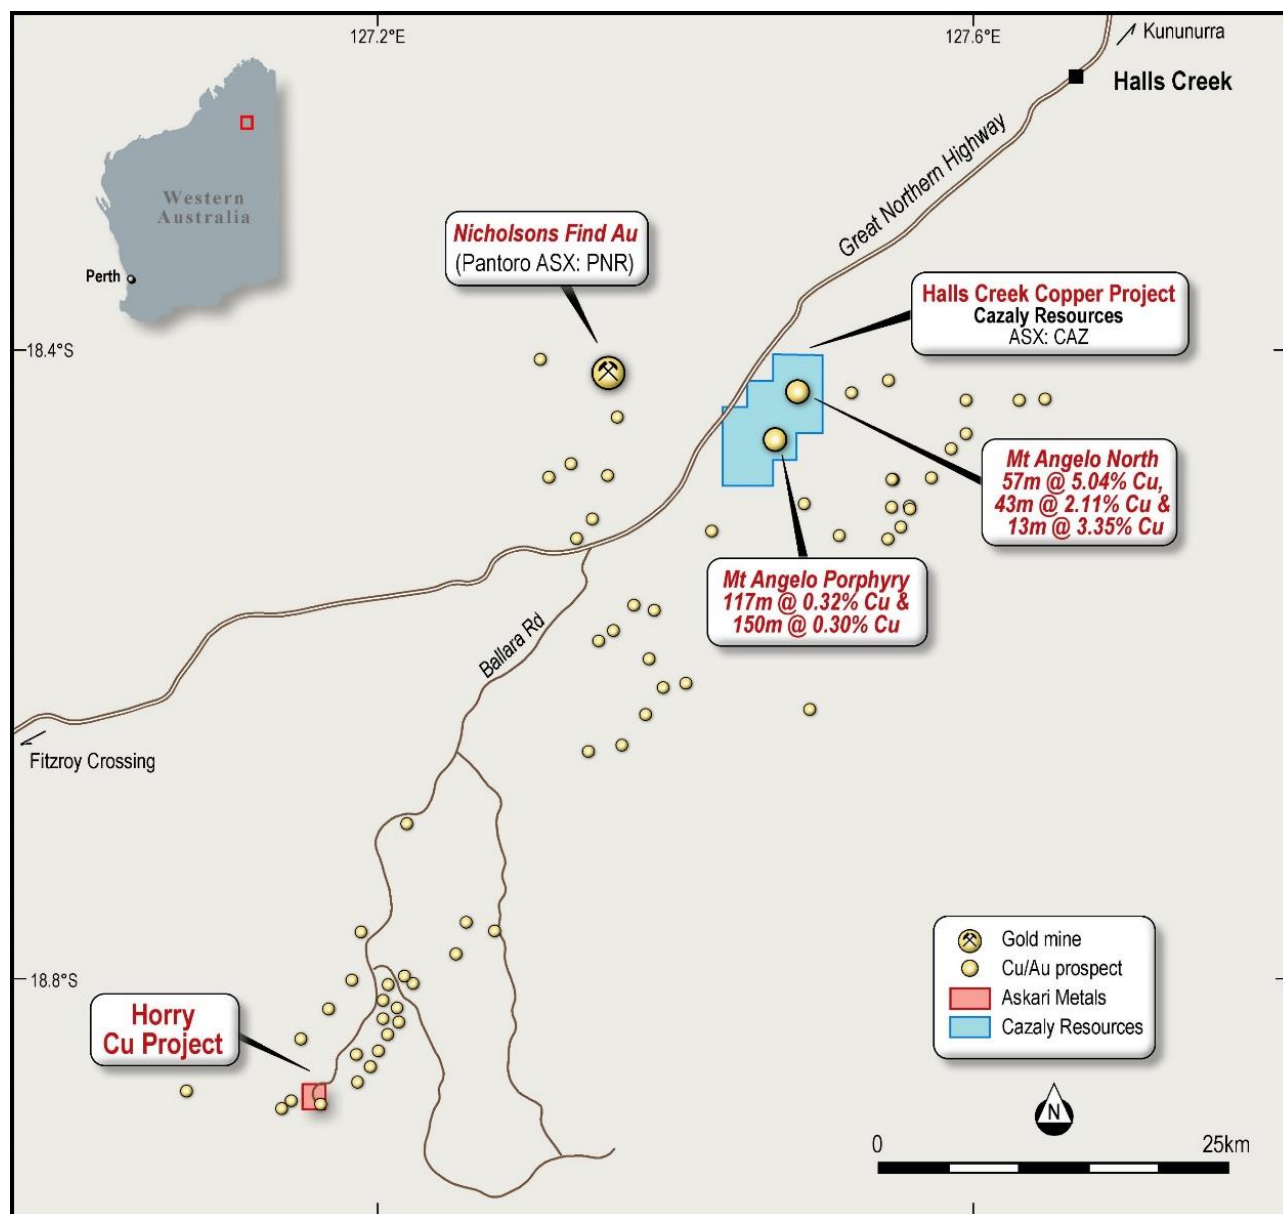 127.2°E
127.6°E
Kununurra
Halls Creek
Great Northern Highway
Western
Australia
Perth
Nicholsons Find Au
(Pantoro ASX: PNR)
Halls Creek Copper Project
Cazaly Resources
ASX: CAZ
18.4°S
Mt Angelo North
57m @ 5.04% Cu,
43m @ 2.11% Cu &
13m @ 3.35% Cu
Mt Angelo Porphyry
117m @ 0.32% Cu &
150m @ 0.30% Cu
Ballara Rd
Fitzroy Crossing
18.8°S
Horry
Cu Project
Gold mine
Cu/Au prospect
Askari Metals
Cazaly Resources
N
0
25km